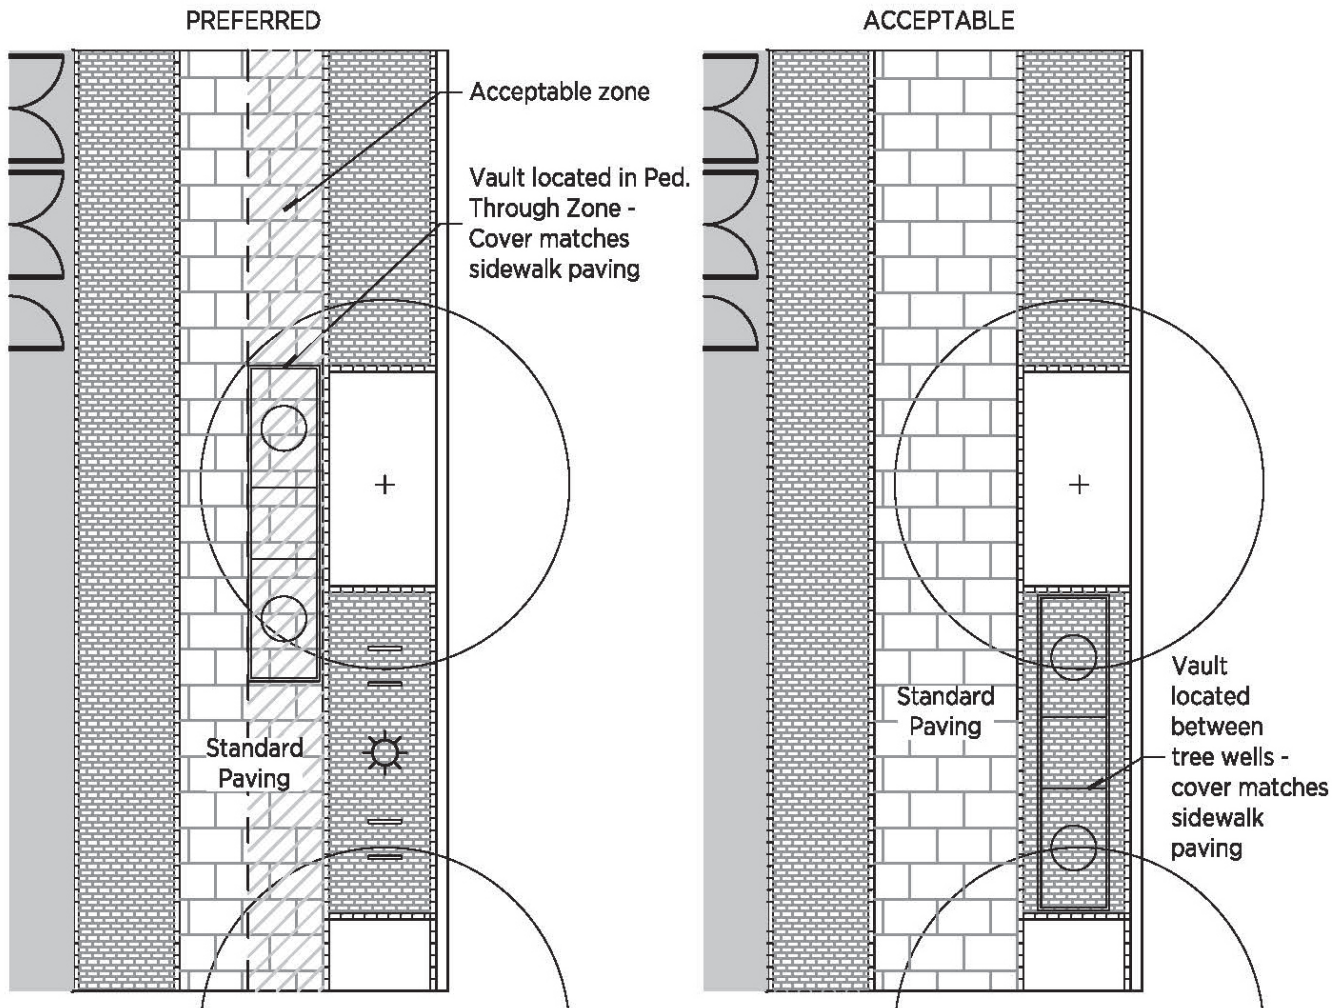 PREFERRED
Acceptable zone
Vault located in Ped.
Through Zone -
Cover matches
sidewalk paving
Standard
Paving
ACCEPTABLE
Standard
Paving
Vault
located
between
tree wells -
cover matches
sidewalk
paving